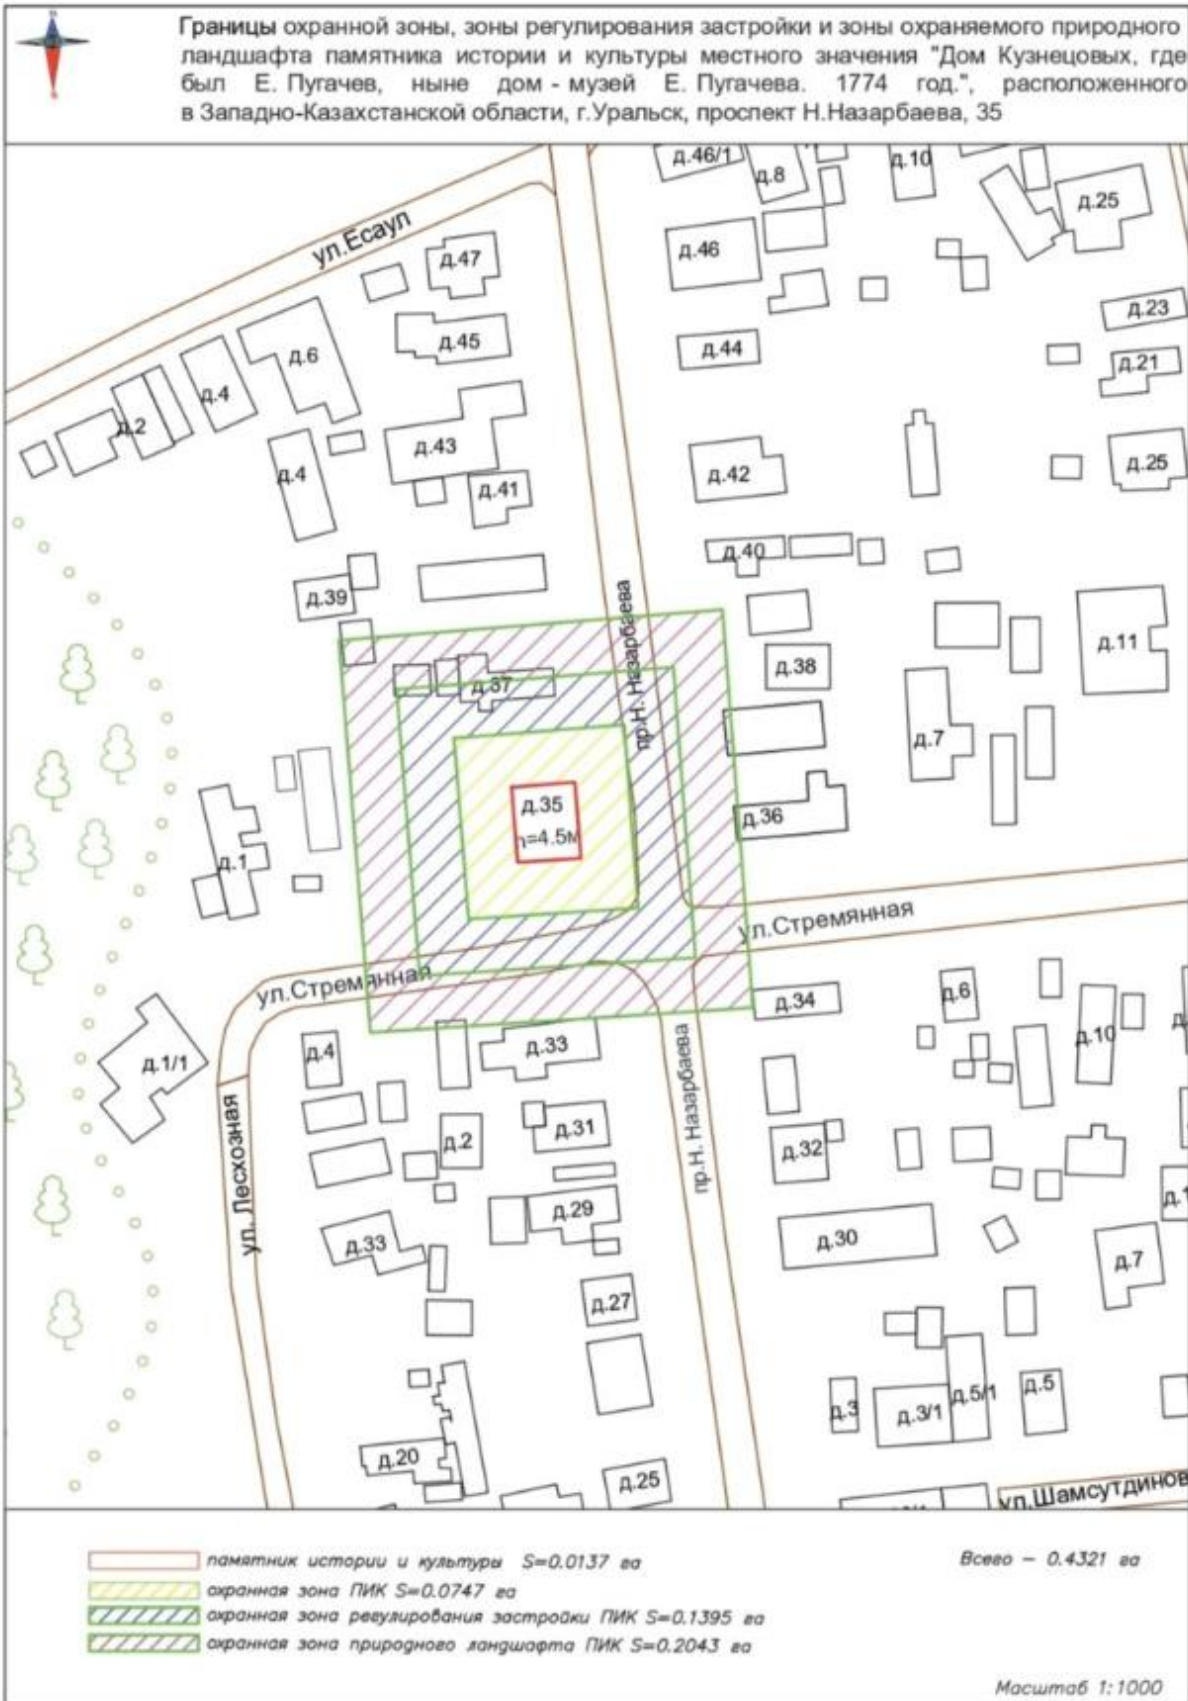 Границы охранной зоны, зоны регулирования застройки и зоны охраняемого природного
ландшафта памятника истории и культуры местного значения "Дом Кузнецовых, где
был Е. Пугачев, ныне дом - музей Е. Пугачева. 1774 год.", расположенного
в Западно-Казахстанской области, г.Уральск, проспект Н.Назарбаева, 35
д.46/1
д.8
д.10
д.25
ул.Есаул
д.47
д.46
д.23
д.45
д.44
д.6
д.21
д.4
д.2
д.43
д.42
д.25
д.4
д.41
д.40
д.39
пр.Н. Назарбаева
д.11
д.38
д.37
д.7
д.35
h=4.5м
д.36
д.1
ул.Стремянная
ул.Стремянная
д.34
д.6
д.10
д.33
д.4
д.1/1
пр.Н. Назарбаева
ул. Лесхозная
д.31
д.2
д.32
д.29
д.33
д.30
д.7
д.27
д.5
д.5/1
д.3
д.3/1
д.20
д.25
ул.Шамсутдинов
памятник истории и культуры S=0.0137 га
Всего - 0.4321 га
охранная зона ПИК S=0.0747 га
охранная зона регулирования застройки ПИК S=0.1395 га
охранная зона природного ландшафта ПИК S=0.2043 га
Масштаб 1:1000